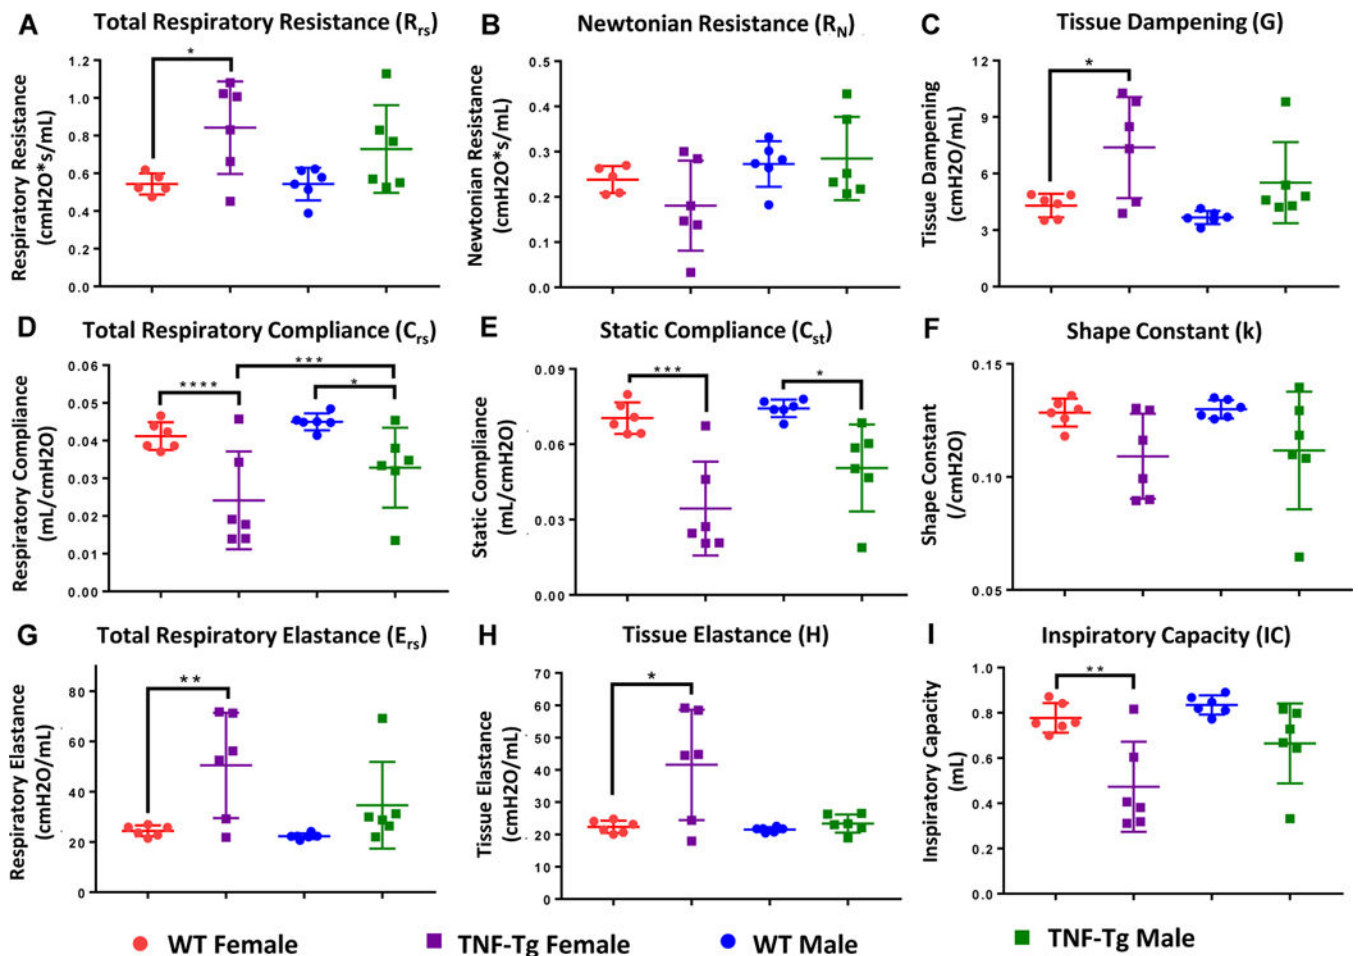 A Total Respiratory Resistance (Rrs)
Respiratory Resistance
(cmH2O*s/mL)
1.2
1.0
0.8
0.6
0.4
0.2
0.0
*
B Newtonian Resistance (RN)
Newtonian Resistance
(cmH2O*s/mL)
0.5
0.4
0.3
0.2
0.1
0.0
C Tissue Dampening (G)
Tissue Dampening
(cmH2O/mL)
12
9
6
3
0
*
D Total Respiratory Compliance (Crs)
Respiratory Compliance
(mL/cmH2O)
0.06
0.05
0.04
0.03
0.02
0.01
0.00
****
***
*
E Static Compliance (Cst)
Static Compliance
(mL/cmH2O)
0.09
0.06
0.03
0.00
***
*
F Shape Constant (k)
Shape Constant
(/cmH2O)
0.15
0.10
0.05
G Total Respiratory Elastance (Ers)
Respiratory Elastance
(cmH2O/mL)
80
60
40
20
0
**
H Tissue Elastance (H)
Tissue Elastance
(cmH2O/mL)
70
60
50
40
30
20
10
0
*
I Inspiratory Capacity (IC)
Inspiratory Capacity
(mL)
1.0
0.8
0.6
0.4
0.2
0.0
**
WT Female
TNF-Tg Female
WT Male
TNF-Tg Male